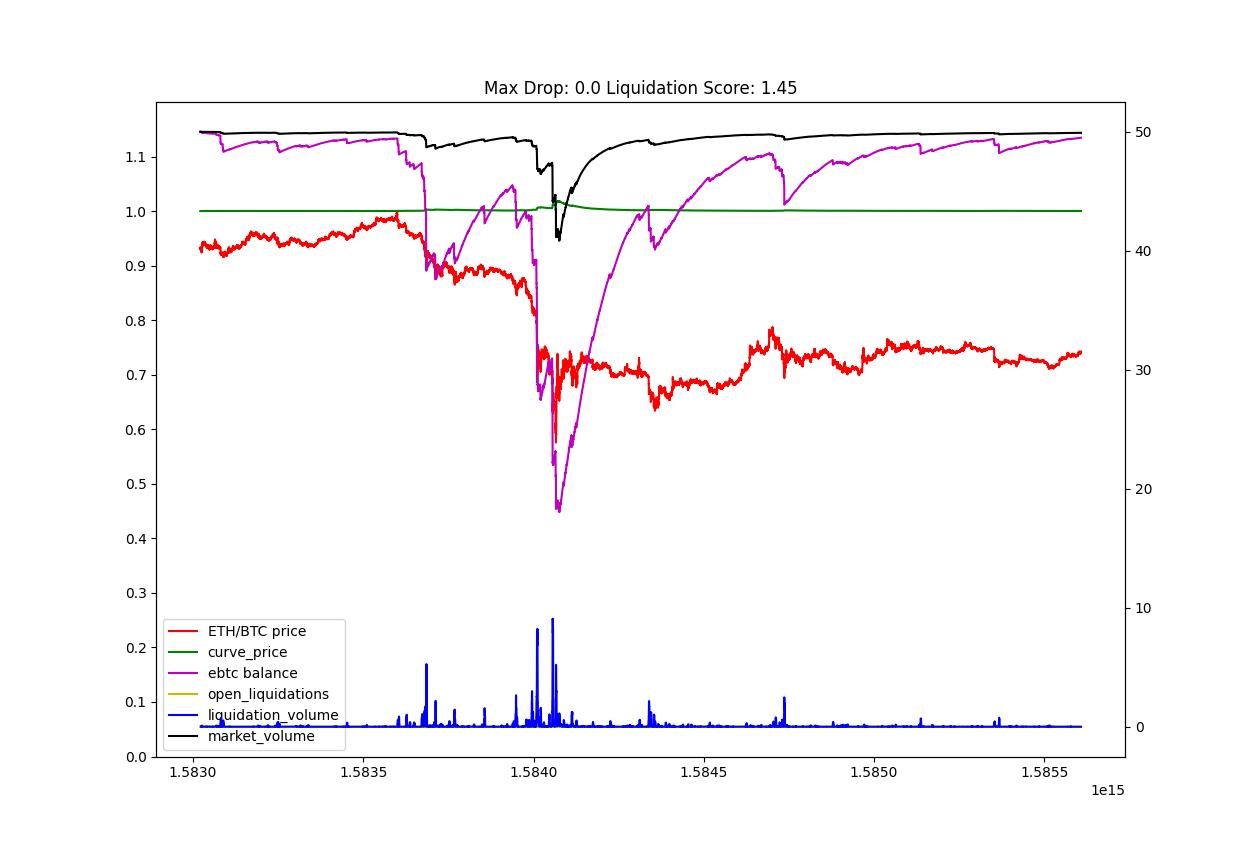 Max Drop: 0.0 Liquidation Score: 1.45
1.1
1.0
0.9
0.8
0.7
0.6
0.5
0.4
0.3
0.2
0.1
0.0
50
40
30
20
10
0
ETH/BTC price
curve_price
ebtc balance
open_liquidations
liquidation_volume
market_volume
1.5830 1.5835 1.5840 1.5845 1.5850 1.5855
1e15